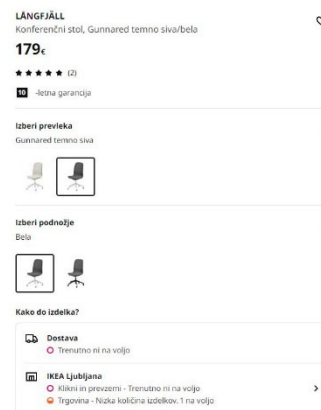 LÅNGFJÄLL
Konferenčni stol, Gunnared temno siva/bela
179€
(2)
10 -letna garancija
Izberi prevleka
Gunnared temno siva
Izberi podnožje
Bela
Kako do izdelka?
Dostava
Trenutno ni na voljo
IKEA Ljubljana
Klikni in prevzemi - Trenutno ni na voljo
Trgovina - Nizka količina izdelkov. 1 na voljo